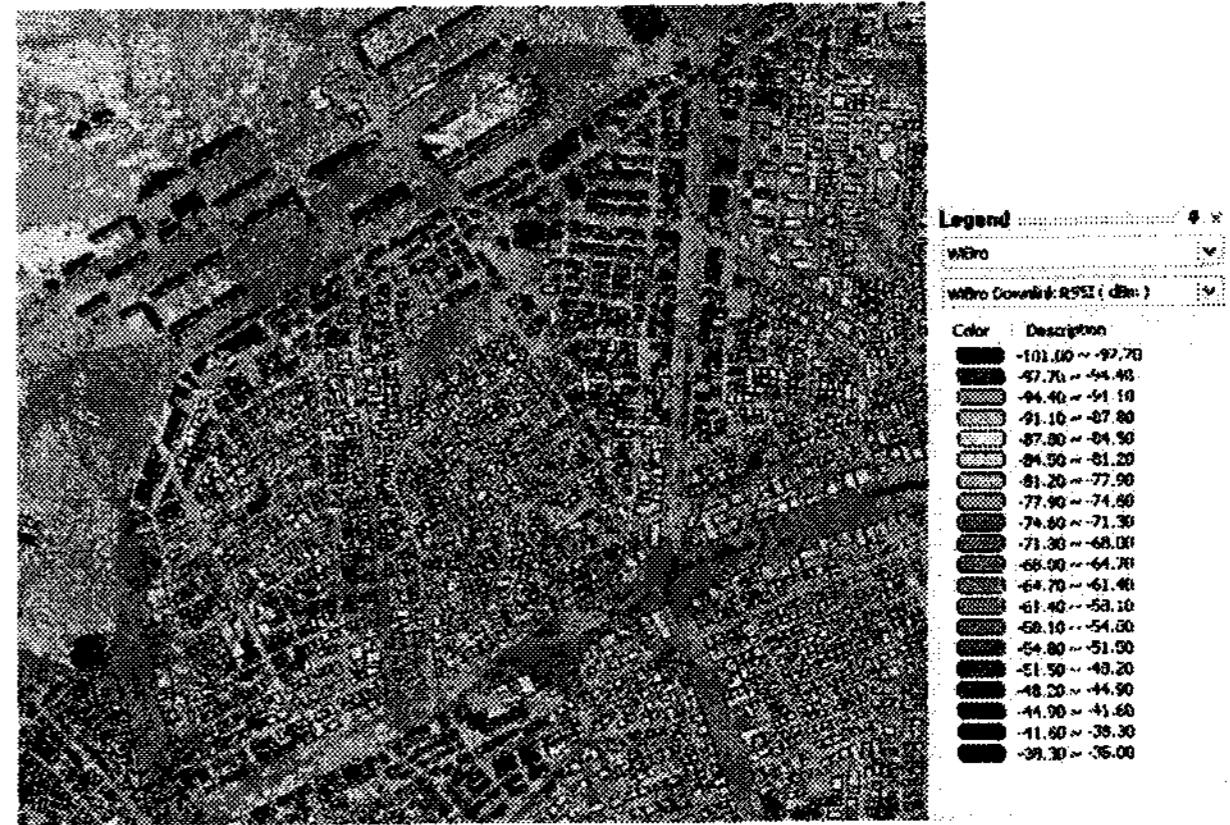 Legend
WiBro
WiBro Downlink RSSI ( dBm )
Color Description
-101.00 ~ -97.70
-97.70 ~ -94.40
-94.40 ~ -91.10
-91.10 ~ -87.80
-87.80 ~ -84.50
-84.50 ~ -81.20
-81.20 ~ -77.90
-77.90 ~ -74.60
-74.60 ~ -71.30
-71.30 ~ -68.00
-68.00 ~ -64.70
-64.70 ~ -61.40
-61.40 ~ -58.10
-58.10 ~ -54.80
-54.80 ~ -51.50
-51.50 ~ -48.20
-48.20 ~ -44.90
-44.90 ~ -41.60
-41.60 ~ -38.30
-38.30 ~ -35.00